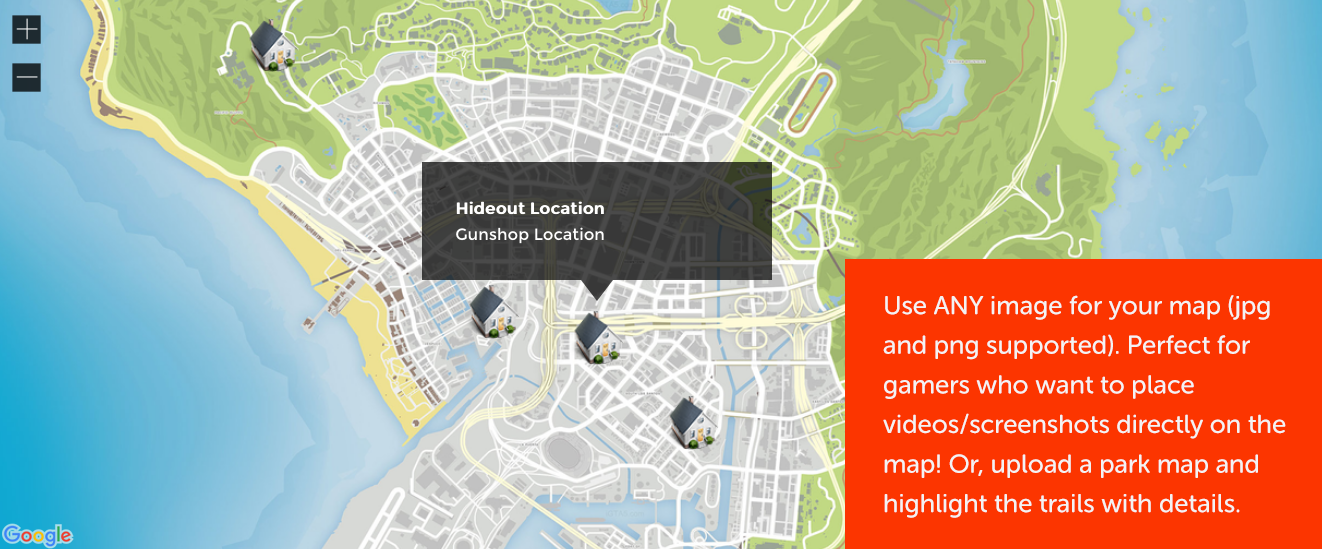 Hideout Location
Gunshop Location
Use ANY image for your map (jpg
and png supported). Perfect for
gamers who want to place
videos/screenshots directly on the
map! Or, upload a park map and
highlight the trails with details.
Google